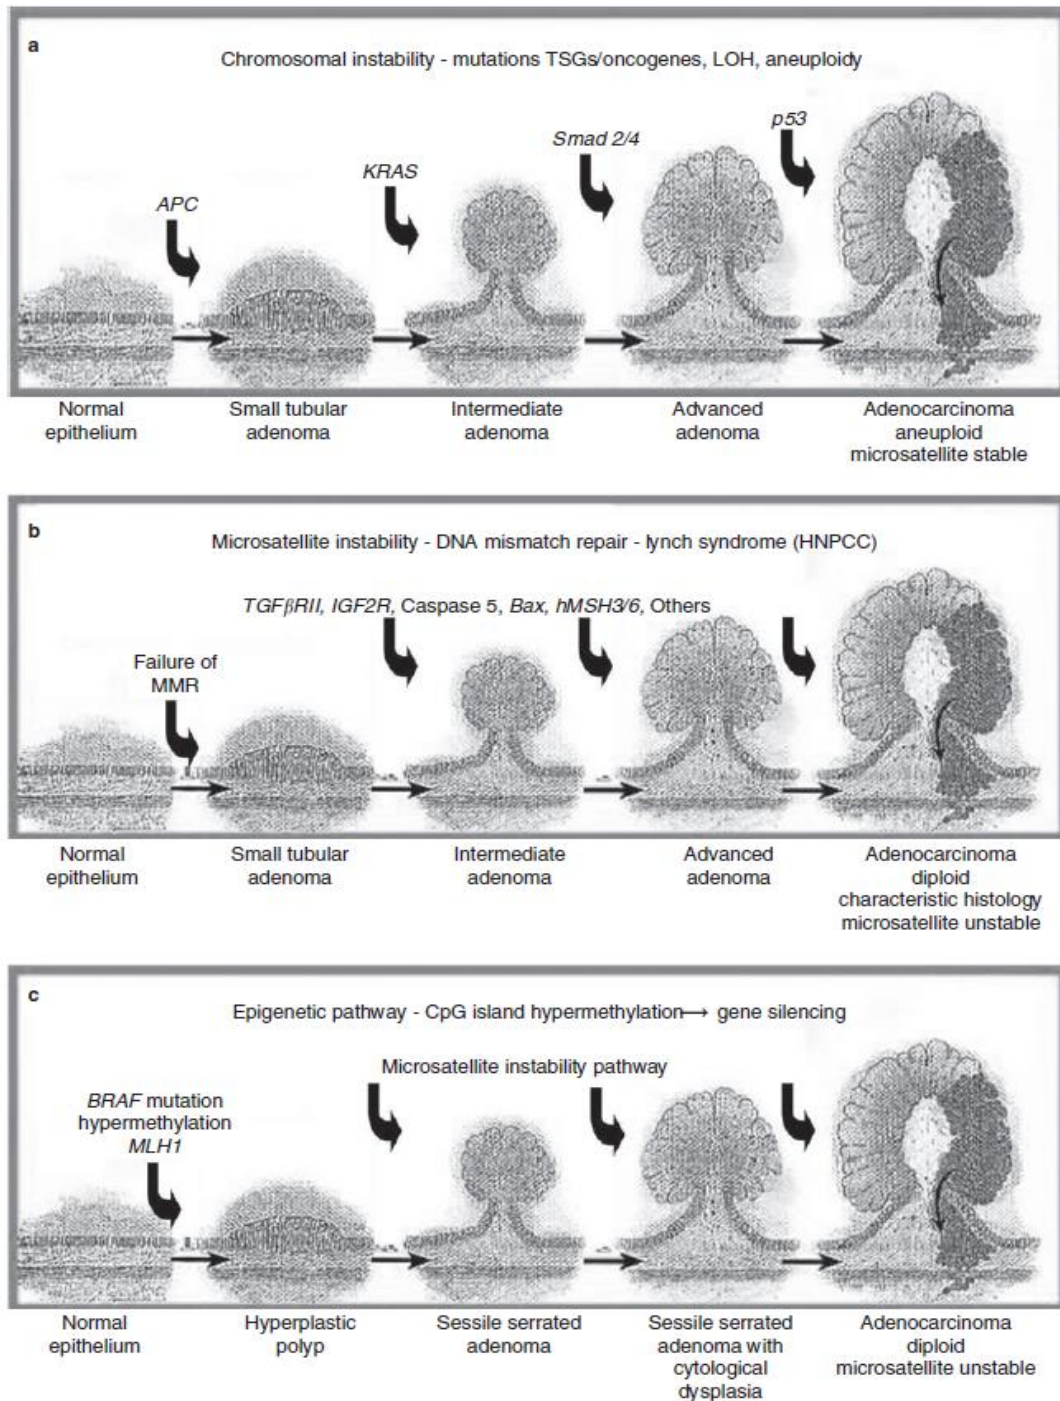 a
Chromosomal instability - mutations TSGs/oncogenes, LOH, aneuploidy
p53
Smad 2/4
KRAS
APC
Normal
epithelium
Small tubular
adenoma
Intermediate
adenoma
Advanced
adenoma
Adenocarcinoma
aneuploid
microsatellite stable
b
Microsatellite instability - DNA mismatch repair - lynch syndrome (HNPCC)
TGFβRII, IGF2R, Caspase 5, Bax, hMSH3/6, Others
Failure of
MMR
Normal
epithelium
Small tubular
adenoma
Intermediate
adenoma
Advanced
adenoma
Adenocarcinoma
diploid
characteristic histology
microsatellite unstable
c
Epigenetic pathway - CpG island hypermethylation→ gene silencing
Microsatellite instability pathway
BRAF mutation
hypermethylation
MLH1
Normal
epithelium
Hyperplastic
polyp
Sessile serrated
adenoma
Sessile serrated
adenoma with
cytological
dysplasia
Adenocarcinoma
diploid
microsatellite unstable